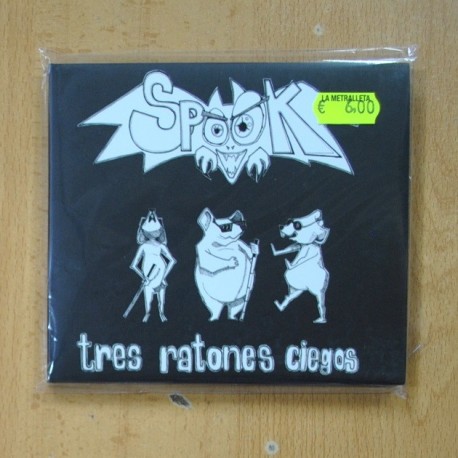 SPOOK
LA METRALLETA
€ 6.00
tres ratones ciegos